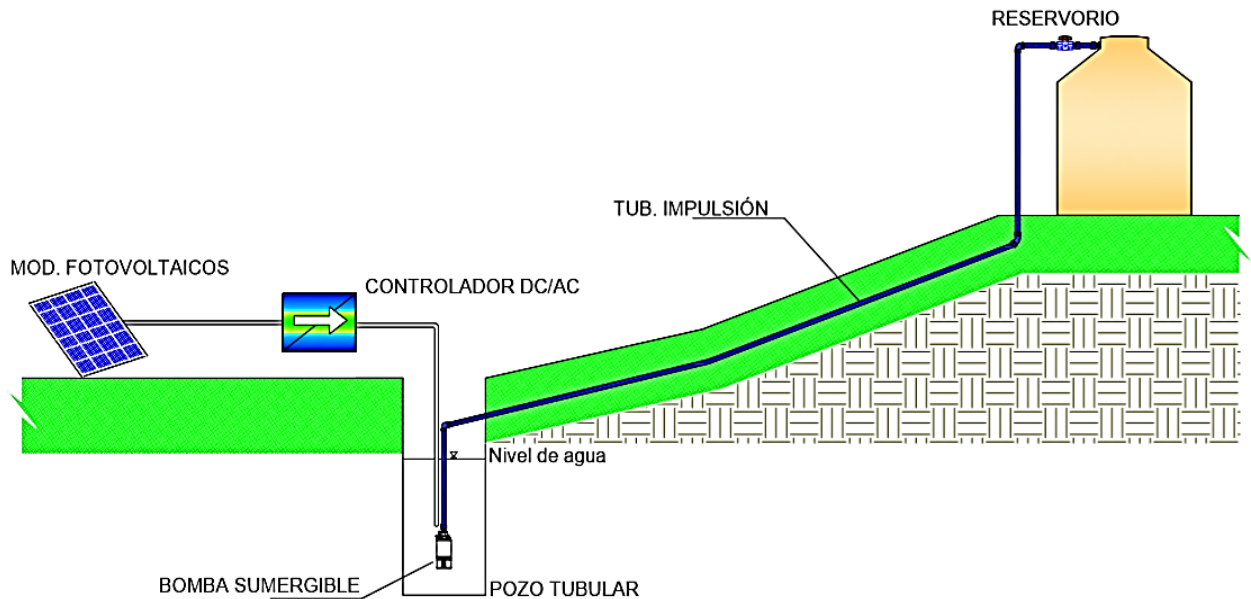 RESERVORIO
TUB. IMPULSIÓN
MOD. FOTOVOLTAICOS
CONTROLADOR DC/AC
Nivel de agua
BOMBA SUMERGIBLE
POZO TUBULAR